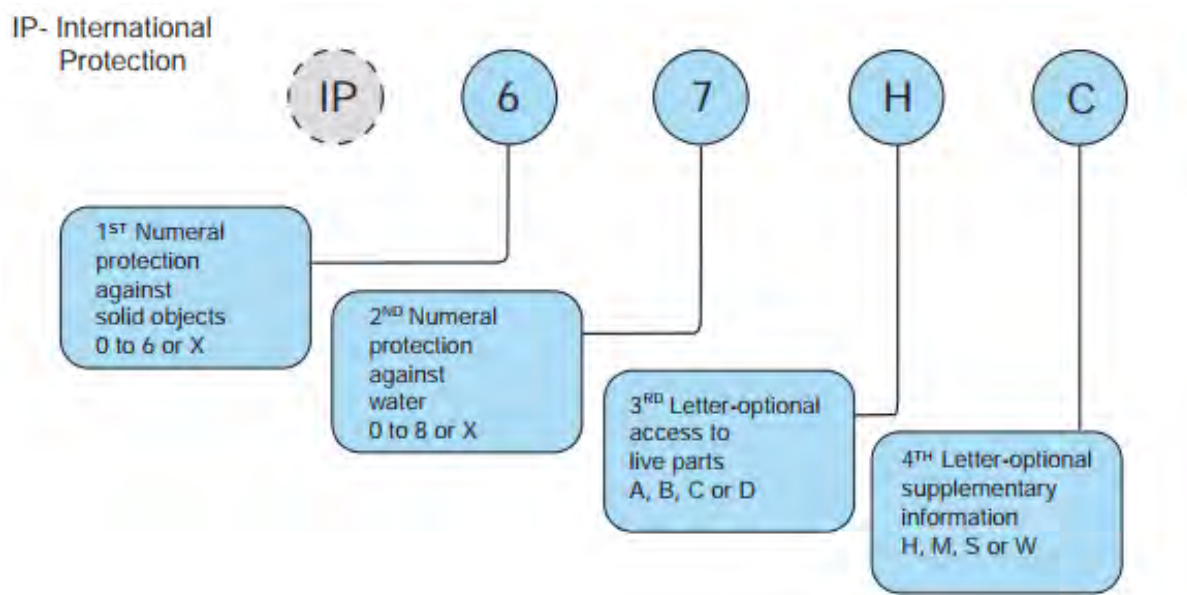 IP- International
Protection
IP 6 7 H C
1ST Numeral
protection
against
solid objects
0 to 6 or X
2ND Numeral
protection
against
water
0 to 8 or X
3RD Letter-optional
access to
live parts
A, B, C or D
4TH Letter-optional
supplementary
information
H, M, S or W